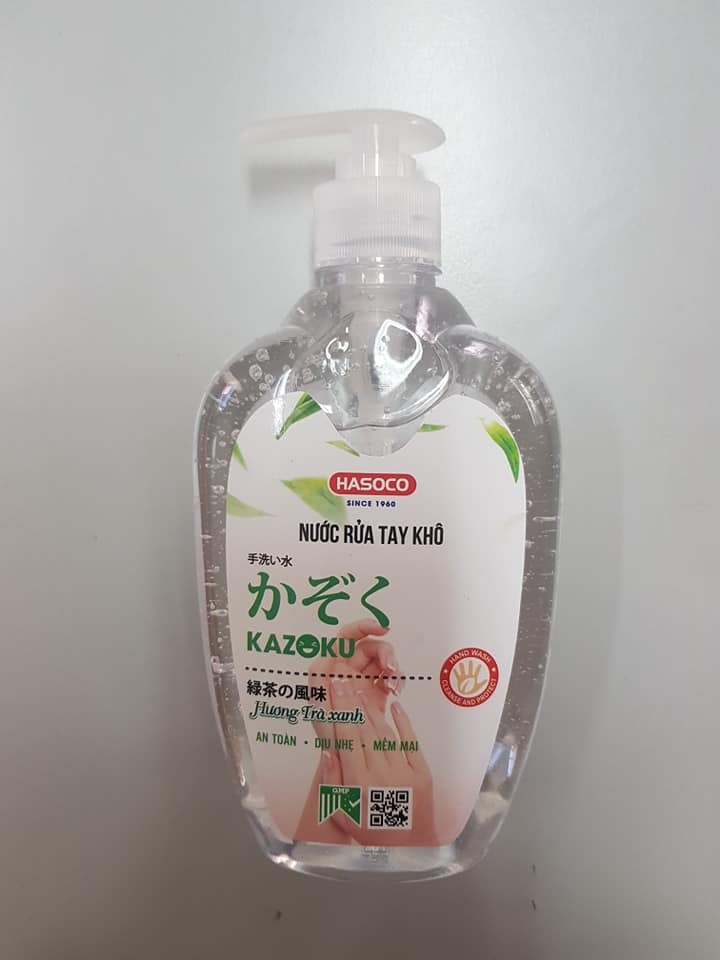 HASOCO
SINCE 1960
NƯỚC RỬA TAY KHÔ
手洗い水
かぞく
KAZOKU
HAND WASH
CLEANSE AND PROTECT
緑茶の風味
Hương Trà xanh
AN TOÀN • DỊU NHẸ • MỀM MẠI
GMP